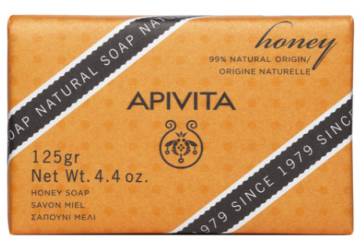 honey
99% NATURAL ORIGIN/
ORIGINE NATURELLE
OAP NATURAL SOAP NA
APIVITA
125gr
Net Wt. 4.4 oz.
HONEY SOAP
SAVON MIEL
ΣΑΠΟΥΝΙ ΜΕΛΙ
979 SINCE 1979 SINCE